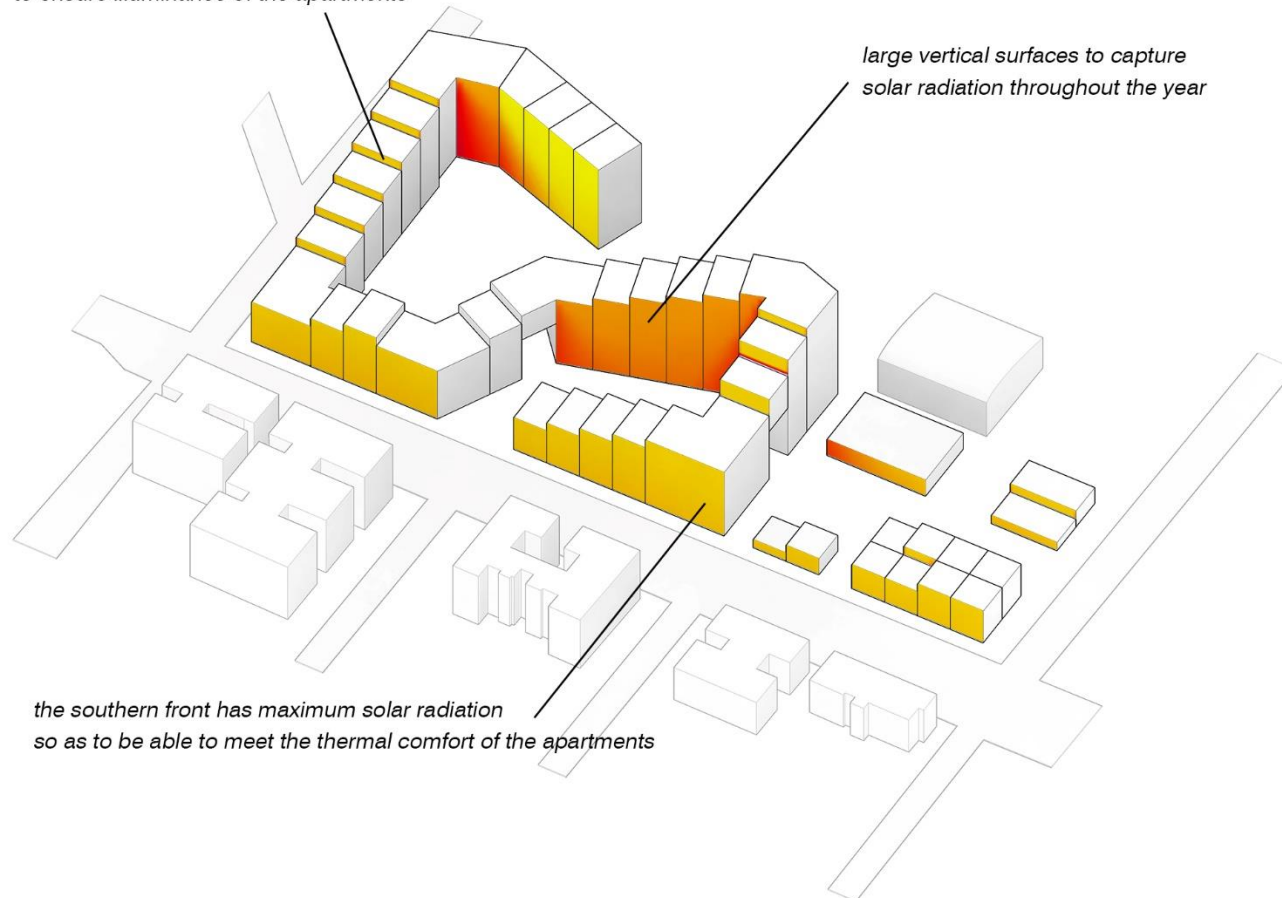 to ensure illuminance of the apartments
large vertical surfaces to capture
solar radiation throughout the year
the southern front has maximum solar radiation
so as to be able to meet the thermal comfort of the apartments